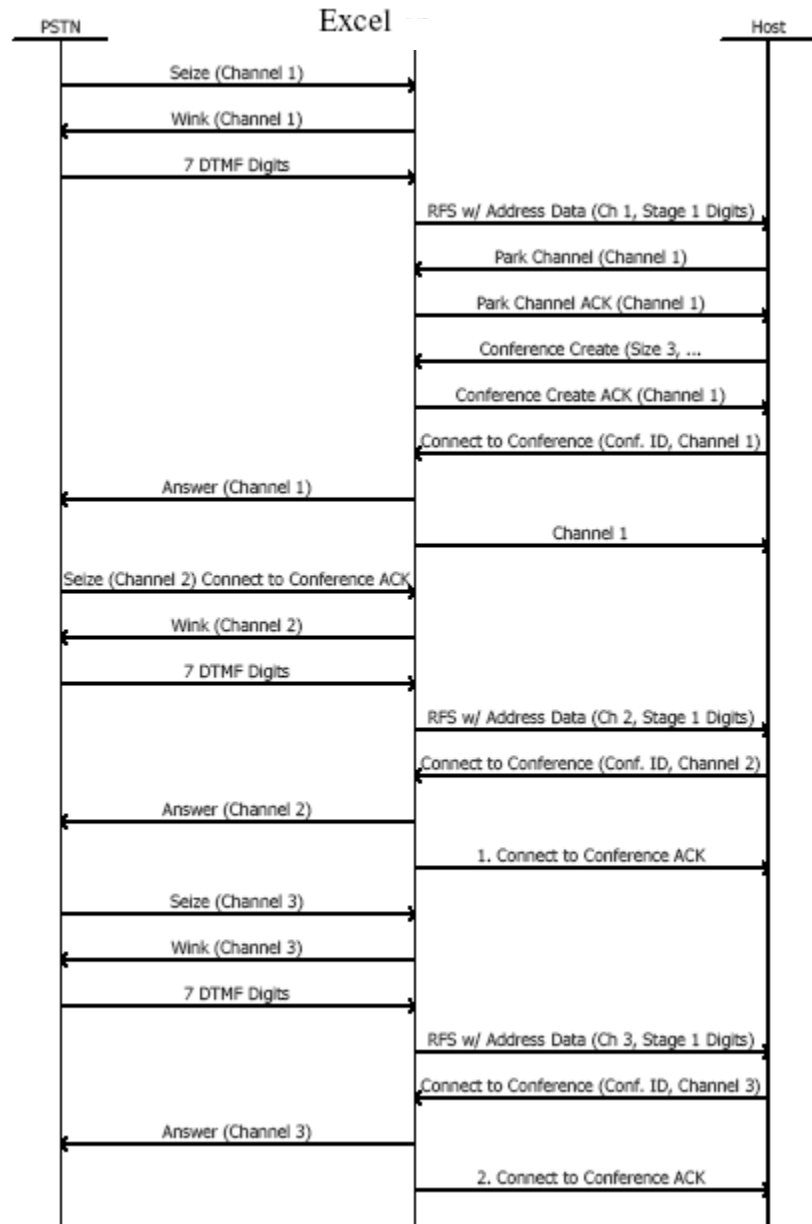 PSTN
Excel
Host
Seize (Channel 1)
Wink (Channel 1)
7 DTMF Digits
RFS w/ Address Data (Ch 1, Stage 1 Digits)
Park Channel (Channel 1)
Park Channel ACK (Channel 1)
Conference Create (Size 3, ...
Conference Create ACK (Channel 1)
Connect to Conference (Conf. ID, Channel 1)
Answer (Channel 1)
Channel 1
Seize (Channel 2) Connect to Conference ACK
Wink (Channel 2)
7 DTMF Digits
RFS w/ Address Data (Ch 2, Stage 1 Digits)
Connect to Conference (Conf. ID, Channel 2)
Answer (Channel 2)
1. Connect to Conference ACK
Seize (Channel 3)
Wink (Channel 3)
7 DTMF Digits
RFS w/ Address Data (Ch 3, Stage 1 Digits)
Connect to Conference (Conf. ID, Channel 3)
Answer (Channel 3)
2. Connect to Conference ACK